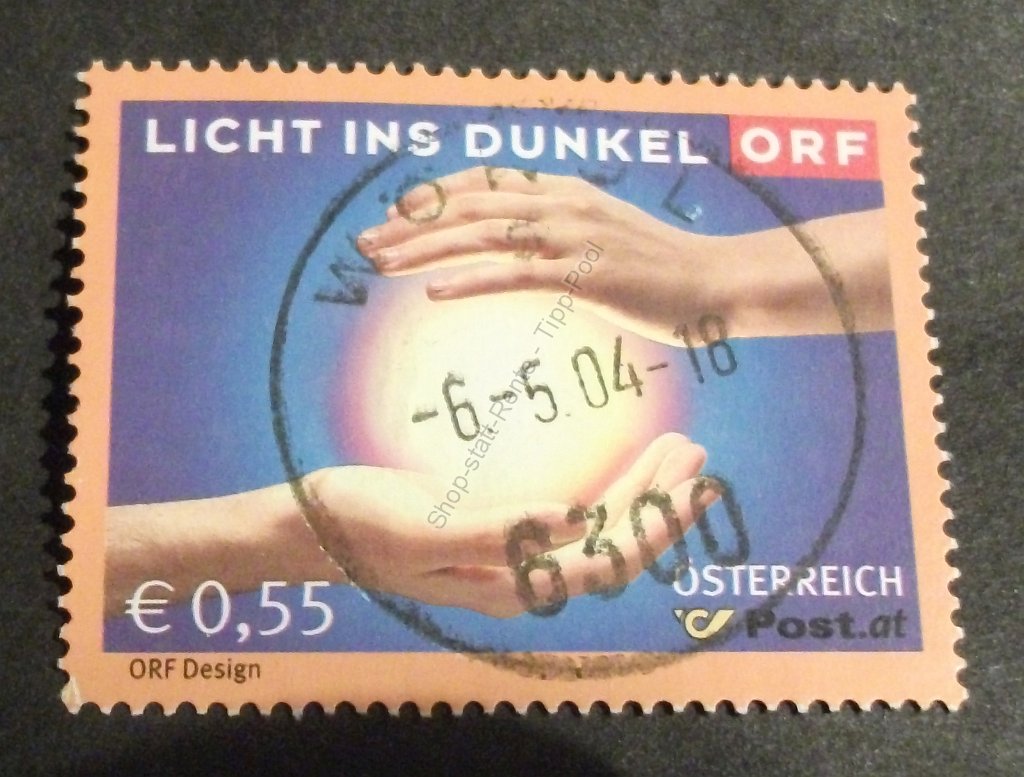 LICHT INS DUNKEL ORF
WÖRGL
-6.-5.04-18
6300
Shop-statt-Rente - Tipp-Pool
ÖSTERREICH
€ 0,55
Post.at
ORF Design